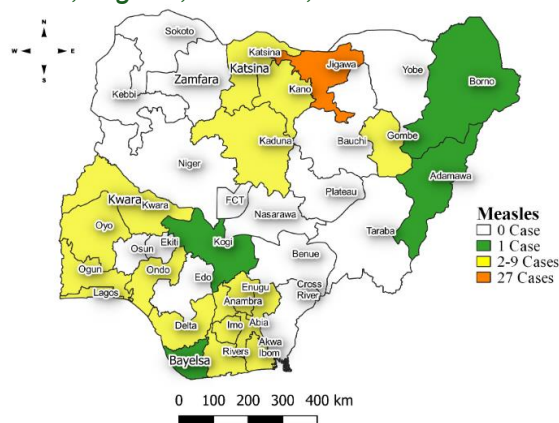 N
W E
S
Sokoto
Katsina
Jigawa
Zamfara
Katsina
Yobe
Borno
Kebbi
Kano
Kaduna
Bauchi
Gombe
Niger
Adamawa
Plateau
Kwara
Kwara
FCT
Nasarawa
Oyo
Taraba
Osun
Ekiti
Kogi
Benue
Ogun
Ondo
Edo
Enugu
Cross
River
Lagos
Anambra
Delta
Imo
Abia
Akwa
Ibom
Rivers
Bayelsa
Measles
0 Case
1 Case
2-9 Cases
27 Cases
0 100 200 300 400 km